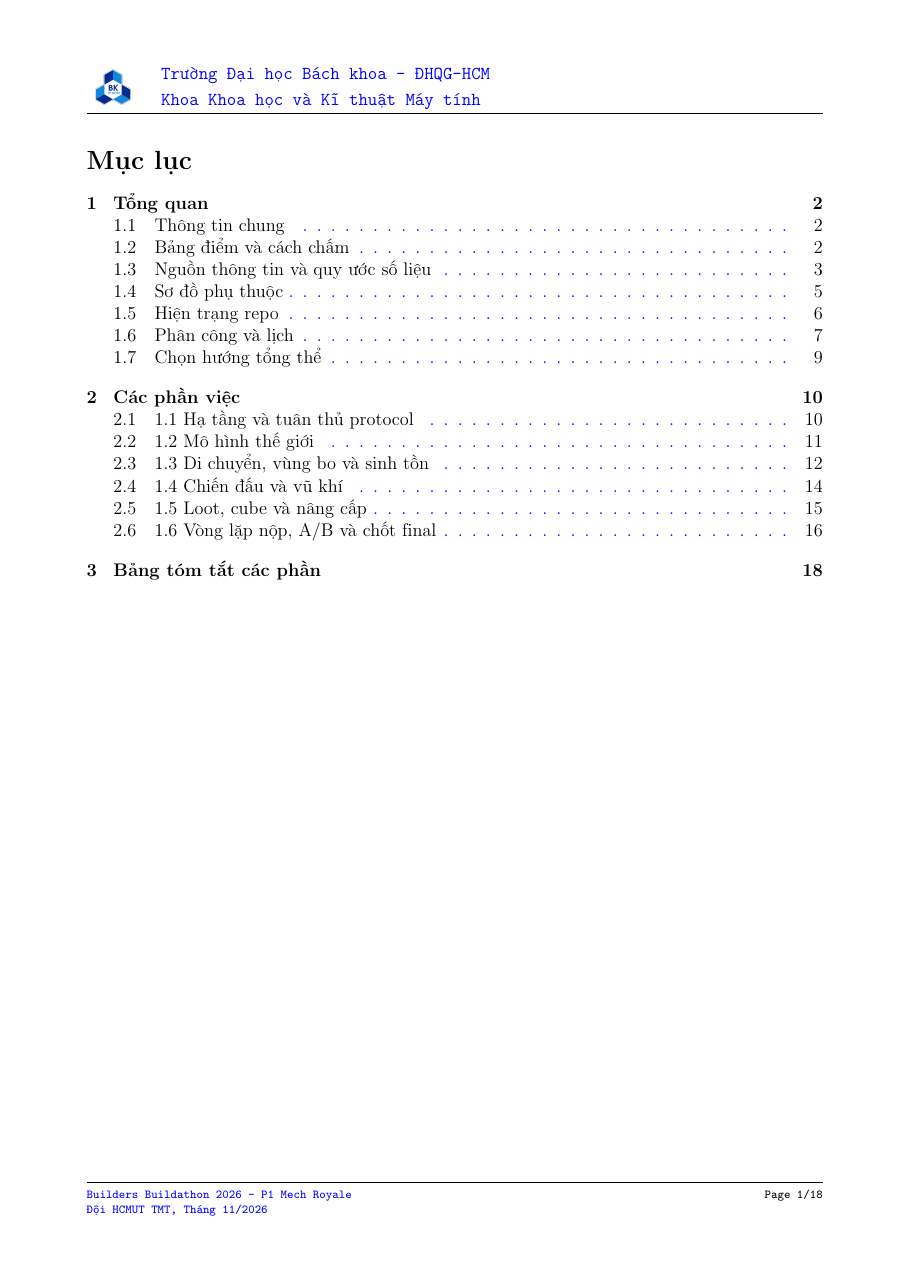 BK
Trường Đại học Bách khoa - ĐHQG-HCM
Khoa Khoa học và Kĩ thuật Máy tính
Mục lục
1 Tổng quan 2
1.1 Thông tin chung . . . . . . . . . . . . . . . . . . . . . . . . . . . . . . . . . . . 2
1.2 Bảng điểm và cách chấm . . . . . . . . . . . . . . . . . . . . . . . . . . . . . . . 2
1.3 Nguồn thông tin và quy ước số liệu . . . . . . . . . . . . . . . . . . . . . . . . . 3
1.4 Sơ đồ phụ thuộc . . . . . . . . . . . . . . . . . . . . . . . . . . . . . . . . . . . . 5
1.5 Hiện trạng repo . . . . . . . . . . . . . . . . . . . . . . . . . . . . . . . . . . . . 6
1.6 Phân công và lịch . . . . . . . . . . . . . . . . . . . . . . . . . . . . . . . . . . . 7
1.7 Chọn hướng tổng thể . . . . . . . . . . . . . . . . . . . . . . . . . . . . . . . . . 9
2 Các phần việc 10
2.1 1.1 Hạ tầng và tuân thủ protocol . . . . . . . . . . . . . . . . . . . . . . . . . . 10
2.2 1.2 Mô hình thế giới . . . . . . . . . . . . . . . . . . . . . . . . . . . . . . . . . 11
2.3 1.3 Di chuyển, vùng bo và sinh tồn . . . . . . . . . . . . . . . . . . . . . . . . . 12
2.4 1.4 Chiến đấu và vũ khí . . . . . . . . . . . . . . . . . . . . . . . . . . . . . . . 14
2.5 1.5 Loot, cube và nâng cấp . . . . . . . . . . . . . . . . . . . . . . . . . . . . . . 15
2.6 1.6 Vòng lặp nộp, A/B và chốt final . . . . . . . . . . . . . . . . . . . . . . . . . 16
3 Bảng tóm tắt các phần 18
Builders Buildathon 2026 - P1 Mech Royale Page 1/18
Đội HCMUT TMT, Tháng 11/2026